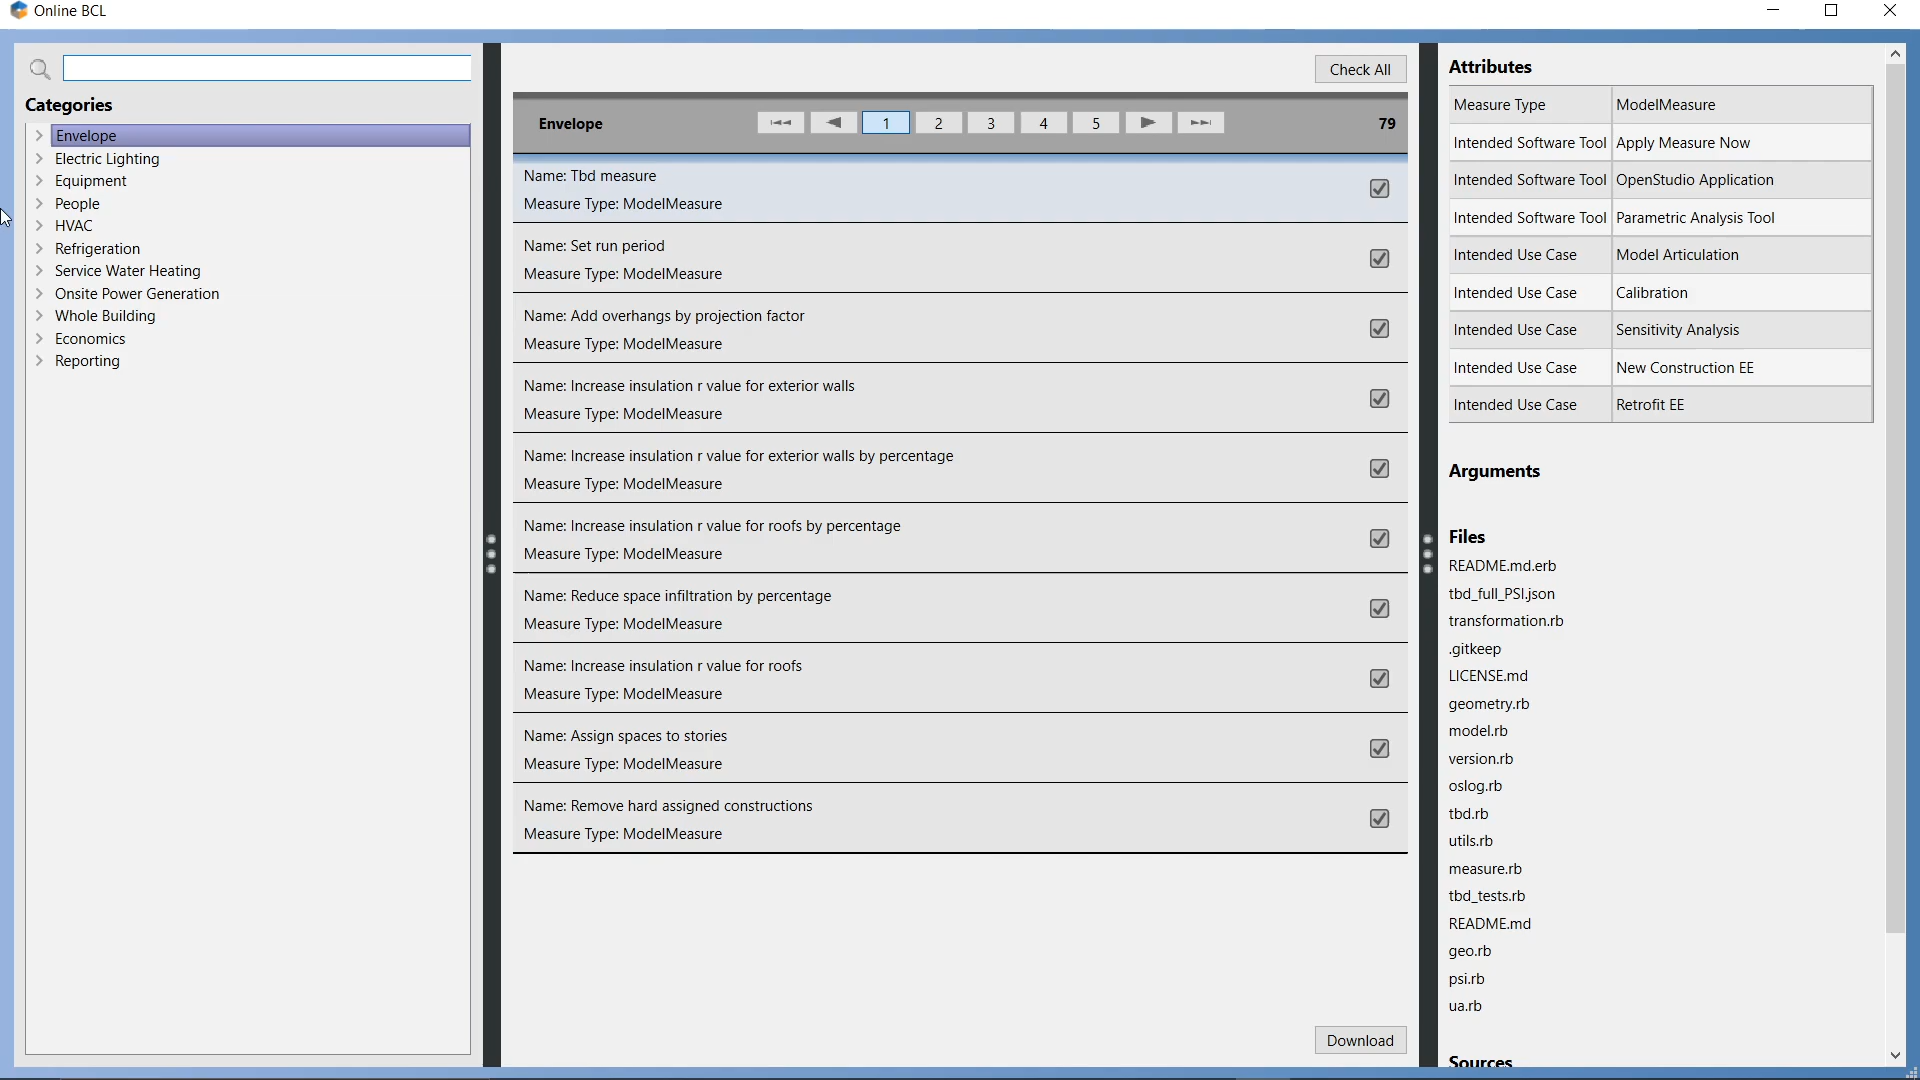 Online BCL
Categories
Envelope
Electric Lighting
Equipment
People
HVAC
Refrigeration
Service Water Heating
Onsite Power Generation
Whole Building
Economics
Reporting
Check All
Envelope 1 2 3 4 5 79
Name: Tbd measure
Measure Type: ModelMeasure
Name: Set run period
Measure Type: ModelMeasure
Name: Add overhangs by projection factor
Measure Type: ModelMeasure
Name: Increase insulation r value for exterior walls
Measure Type: ModelMeasure
Name: Increase insulation r value for exterior walls by percentage
Measure Type: ModelMeasure
Name: Increase insulation r value for roofs by percentage
Measure Type: ModelMeasure
Name: Reduce space infiltration by percentage
Measure Type: ModelMeasure
Name: Increase insulation r value for roofs
Measure Type: ModelMeasure
Name: Assign spaces to stories
Measure Type: ModelMeasure
Name: Remove hard assigned constructions
Measure Type: ModelMeasure
Download
Attributes
Measure Type ModelMeasure
Intended Software Tool Apply Measure Now
Intended Software Tool OpenStudio Application
Intended Software Tool Parametric Analysis Tool
Intended Use Case Model Articulation
Intended Use Case Calibration
Intended Use Case Sensitivity Analysis
Intended Use Case New Construction EE
Intended Use Case Retrofit EE
Arguments
Files
README.md.erb
tbd_full_PSI.json
transformation.rb
.gitkeep
LICENSE.md
geometry.rb
model.rb
version.rb
oslog.rb
tbd.rb
utils.rb
measure.rb
tbd_tests.rb
README.md
geo.rb
psi.rb
ua.rb
Sources